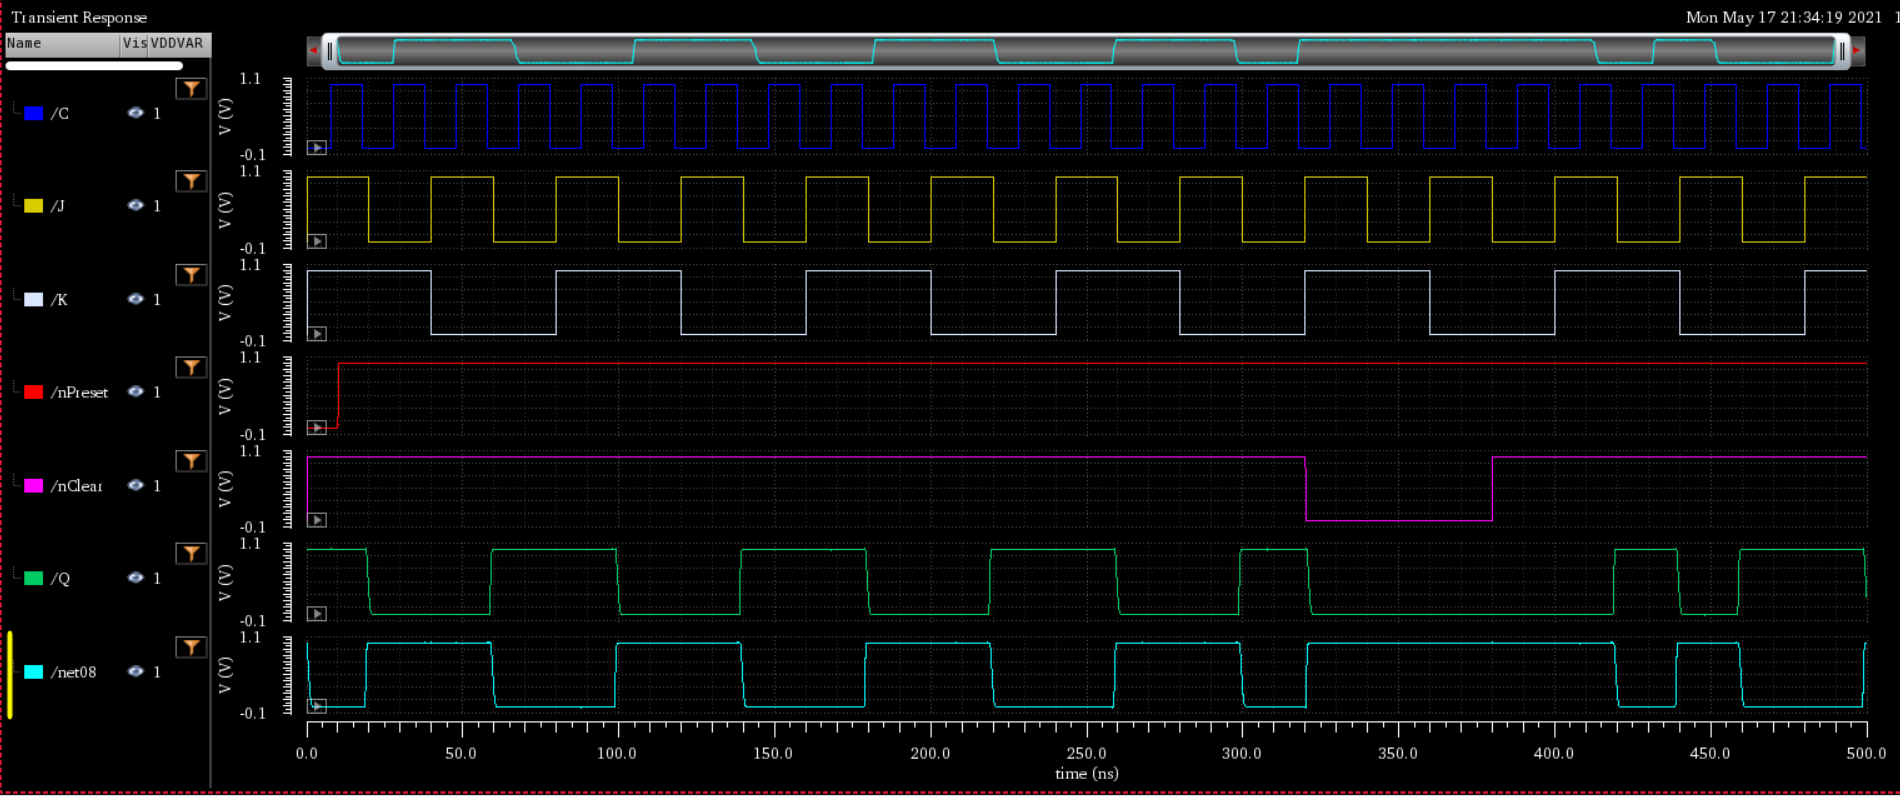 Transient Response
Mon May 17 21:34:19 2021 1
Name Vis VDDVAR
/C 1
V (V)
1.1
-0.1
/J 1
V (V)
1.1
-0.1
/K 1
V (V)
1.1
-0.1
/nPreset 1
V (V)
1.1
-0.1
/nClear 1
V (V)
1.1
-0.1
/Q 1
V (V)
1.1
-0.1
/net08 1
V (V)
1.1
-0.1
0.0 50.0 100.0 150.0 200.0 250.0 300.0 350.0 400.0 450.0 500.0
time (ns)